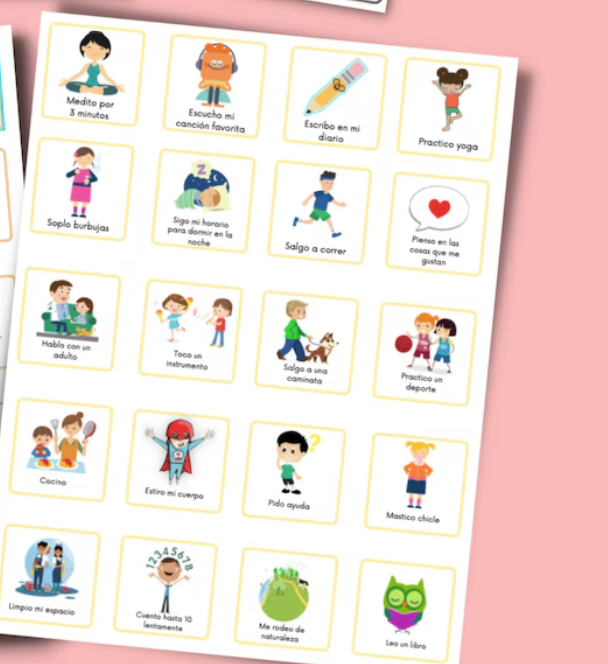 Medito por
3 minutos
Escucho mi
canción favorita
Escribo en mi
diario
Practico yoga
Soplo burbujas
Z
Sigo mi horario
para dormir en la
noche
Salgo a correr
Pienso en las
cosas que me
gustan
Hablo con un
adulto
Toco un
instrumento
Salgo a una
caminata
Practico un
deporte
Cocino
Estiro mi cuerpo
?
Pido ayuda
Mastico chicle
Limpio mi espacio
12345678
Cuento hasta 10
lentamente
Me rodeo de
naturaleza
Leo un libro